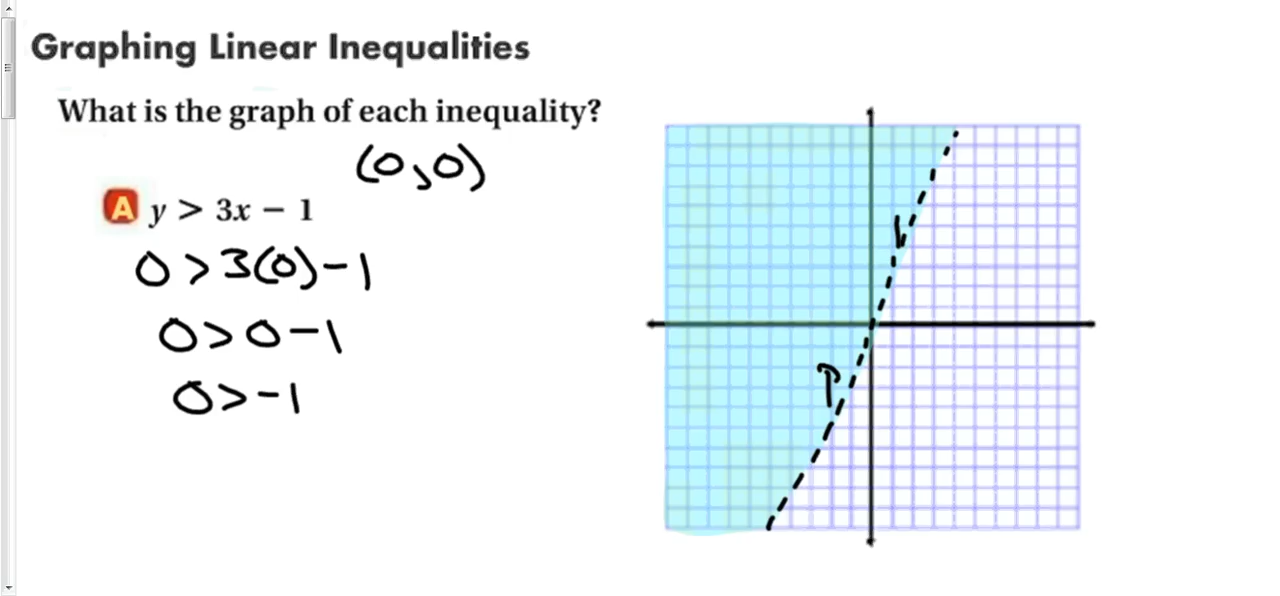 Graphing Linear Inequalities
What is the graph of each inequality?
(0,0)
A y > 3x − 1
0 > 3(0) − 1
0 > 0 − 1
0 > −1